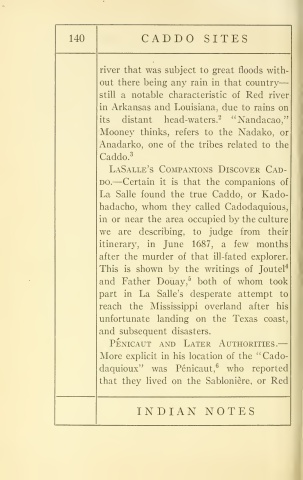 140
CADDO SITES
river that was subject to great floods with-
out there being any rain in that country—
still a notable characteristic of Red river
in Arkansas and Louisiana, due to rains on
its distant head-waters.² "Nandacao,"
Mooney thinks, refers to the Nadako, or
Anadarko, one of the tribes related to the
Caddo.³
LaSalle's Companions Discover Cad-
do.—Certain it is that the companions of
La Salle found the true Caddo, or Kado-
hadacho, whom they called Cadodaquious,
in or near the area occupied by the culture
we are describing, to judge from their
itinerary, in June 1687, a few months
after the murder of that ill-fated explorer.
This is shown by the writings of Joutel⁴
and Father Douay,⁵ both of whom took
part in La Salle's desperate attempt to
reach the Mississippi overland after his
unfortunate landing on the Texas coast,
and subsequent disasters.
Pénicaut and Later Authorities.—
More explicit in his location of the "Cado-
daquioux" was Pénicaut,⁶ who reported
that they lived on the Sablonière, or Red
INDIAN NOTES